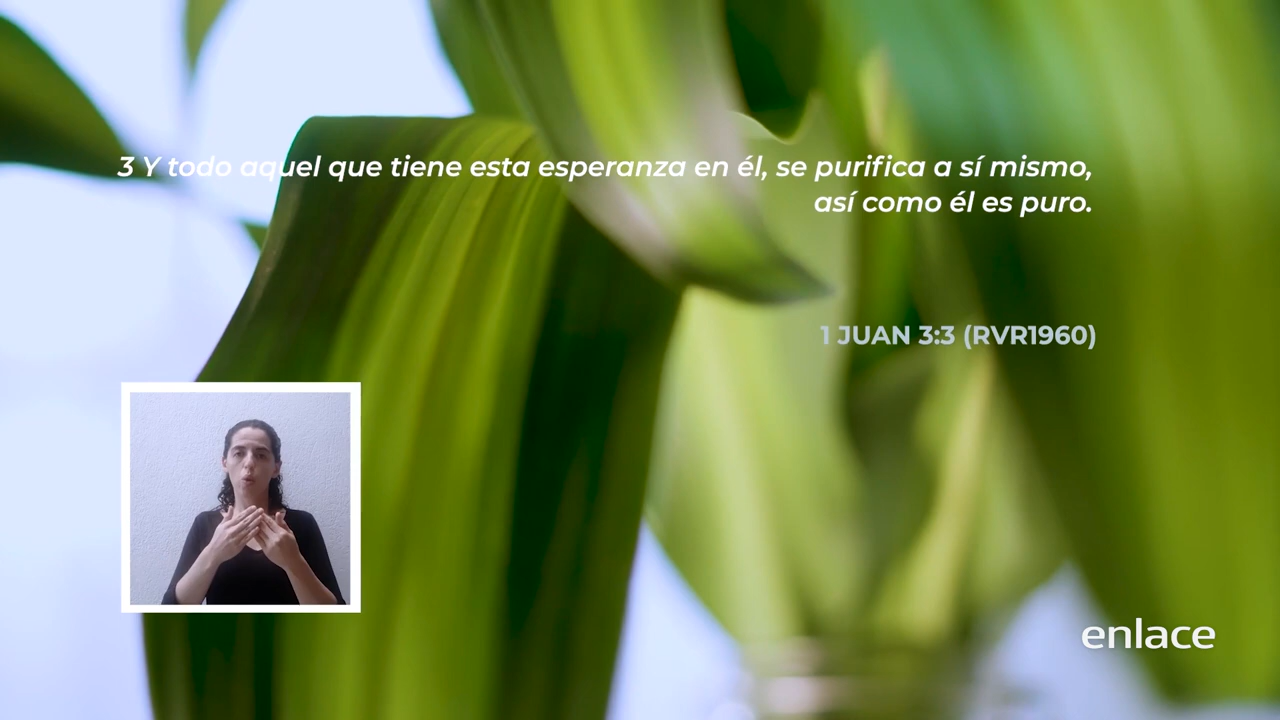 3 Y todo aquel que tiene esta esperanza en él, se purifica a sí mismo,
así como él es puro.
1 JUAN 3:3 (RVR1960)
enlace